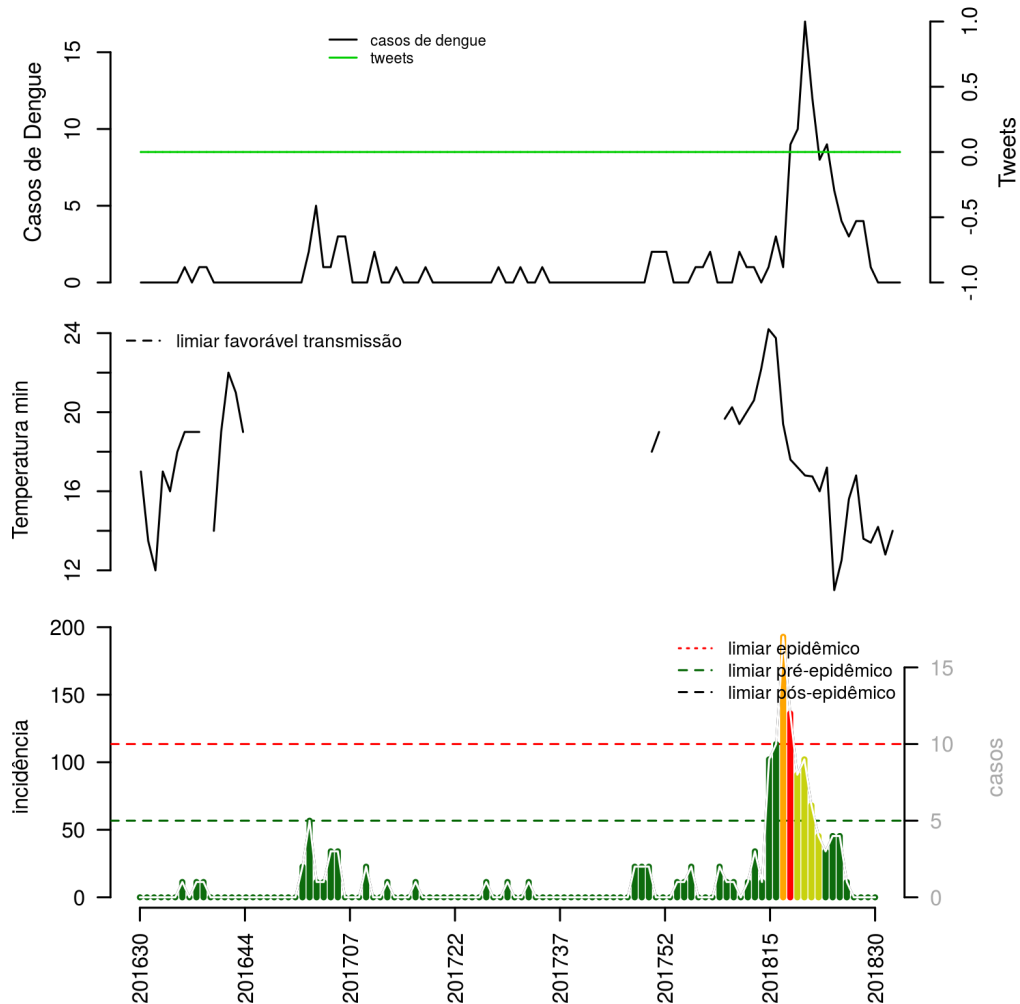 casos de dengue
tweets
Casos de Dengue
0
5
10
15
Tweets
-1.0
-0.5
0.0
0.5
1.0
limiar favorável transmissão
Temperatura min
12
16
20
24
limiar epidêmico
limiar pré-epidêmico
limiar pós-epidêmico
incidência
0
50
100
150
200
casos
0
5
10
15
201630
201644
201707
201722
201737
201752
201815
201830